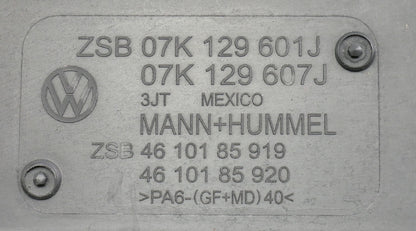 ZSB 07K 129 601J
07K 129 607J
3JT MEXICO
MANN+HUMMEL
ZSB 46 101 85 919
46 101 85 920
>PA6-(GF+MD)40<